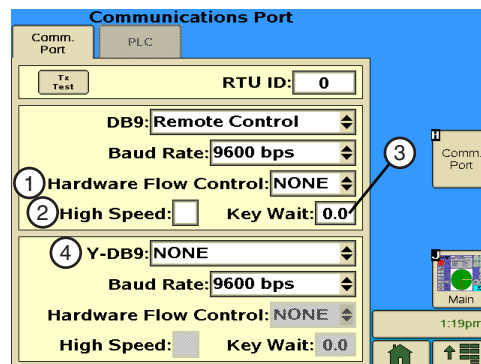 Communications Port
Comm. Port
PLC
Tx Test
RTU ID: 0
DB9: Remote Control
Baud Rate: 9600 bps
3
H
Comm. Port
1 Hardware Flow Control: NONE
2 High Speed: Key Wait: 0.0
4 Y-DB9: NONE
Baud Rate: 9600 bps
J
Main
Hardware Flow Control: NONE
1:19pm
High Speed: Key Wait: 0.0